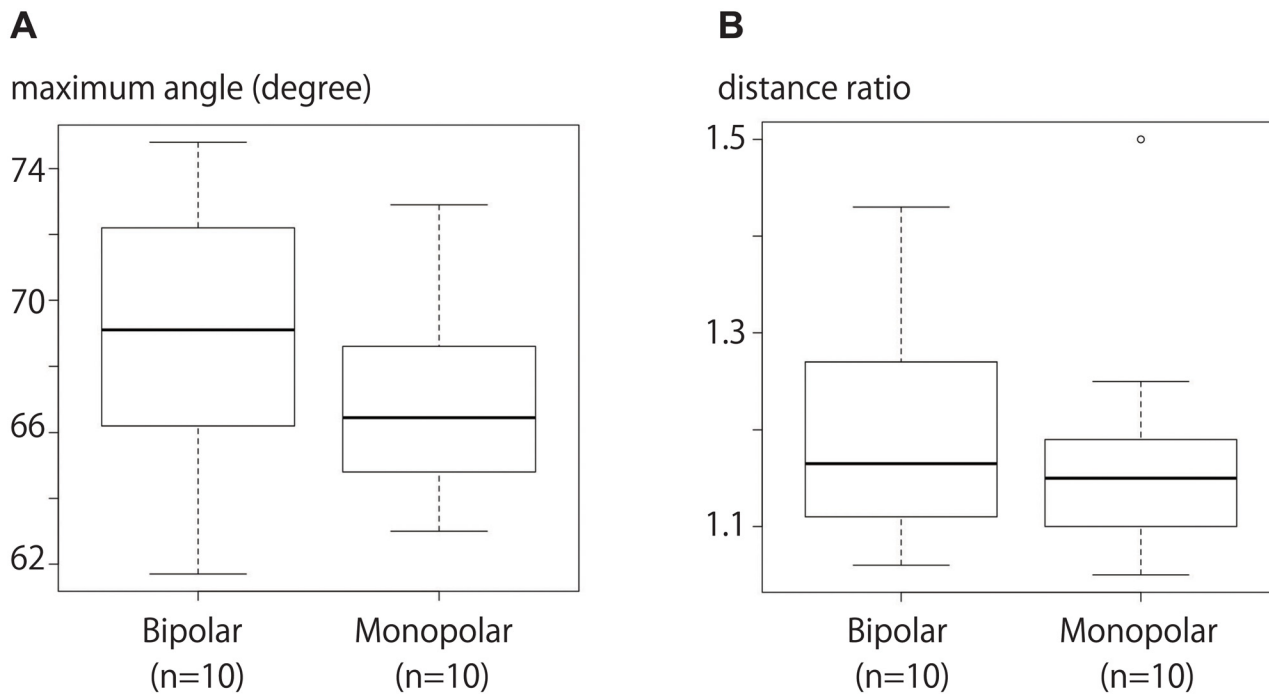 A
maximum angle (degree)
74
70
66
62
Bipolar
(n=10)
Monopolar
(n=10)
B
distance ratio
1.5
1.3
1.1
Bipolar
(n=10)
Monopolar
(n=10)